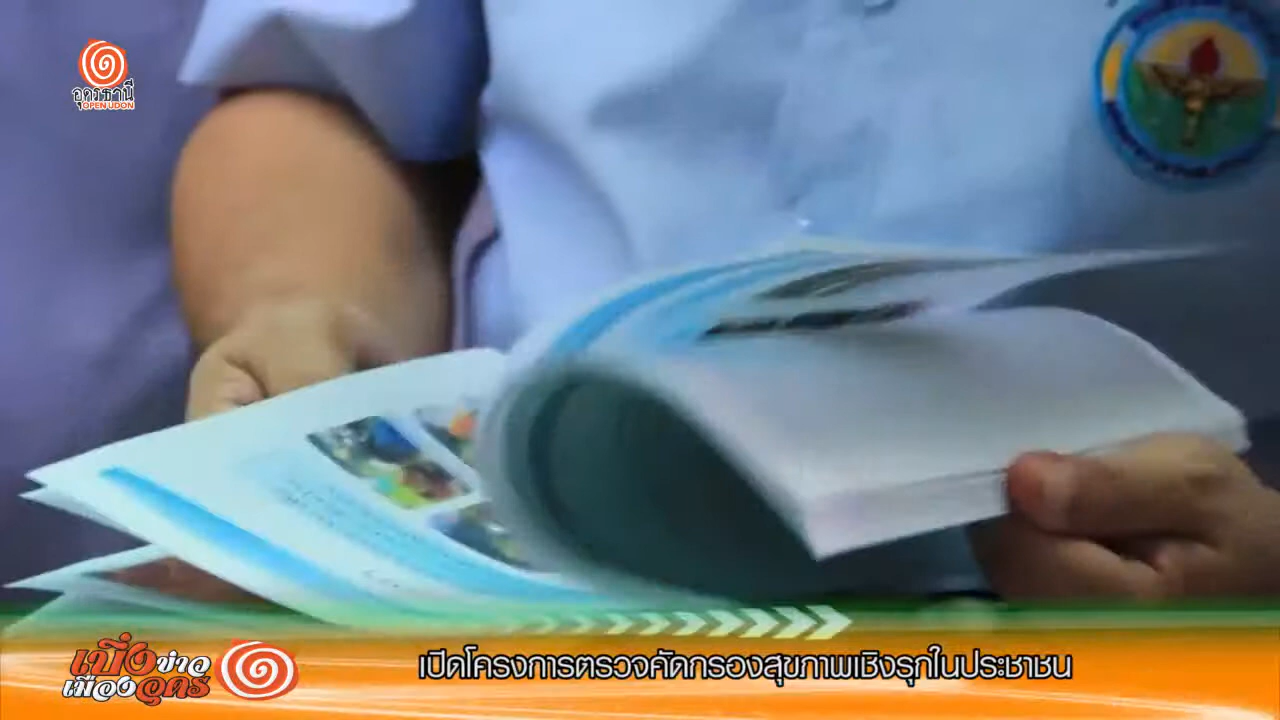 อุดรธานี
OPEN UDON
เบิ่งข่าว
เมืองอุดร
เปิดโครงการตรวจคัดกรองสุขภาพเชิงรุกในประชาชน